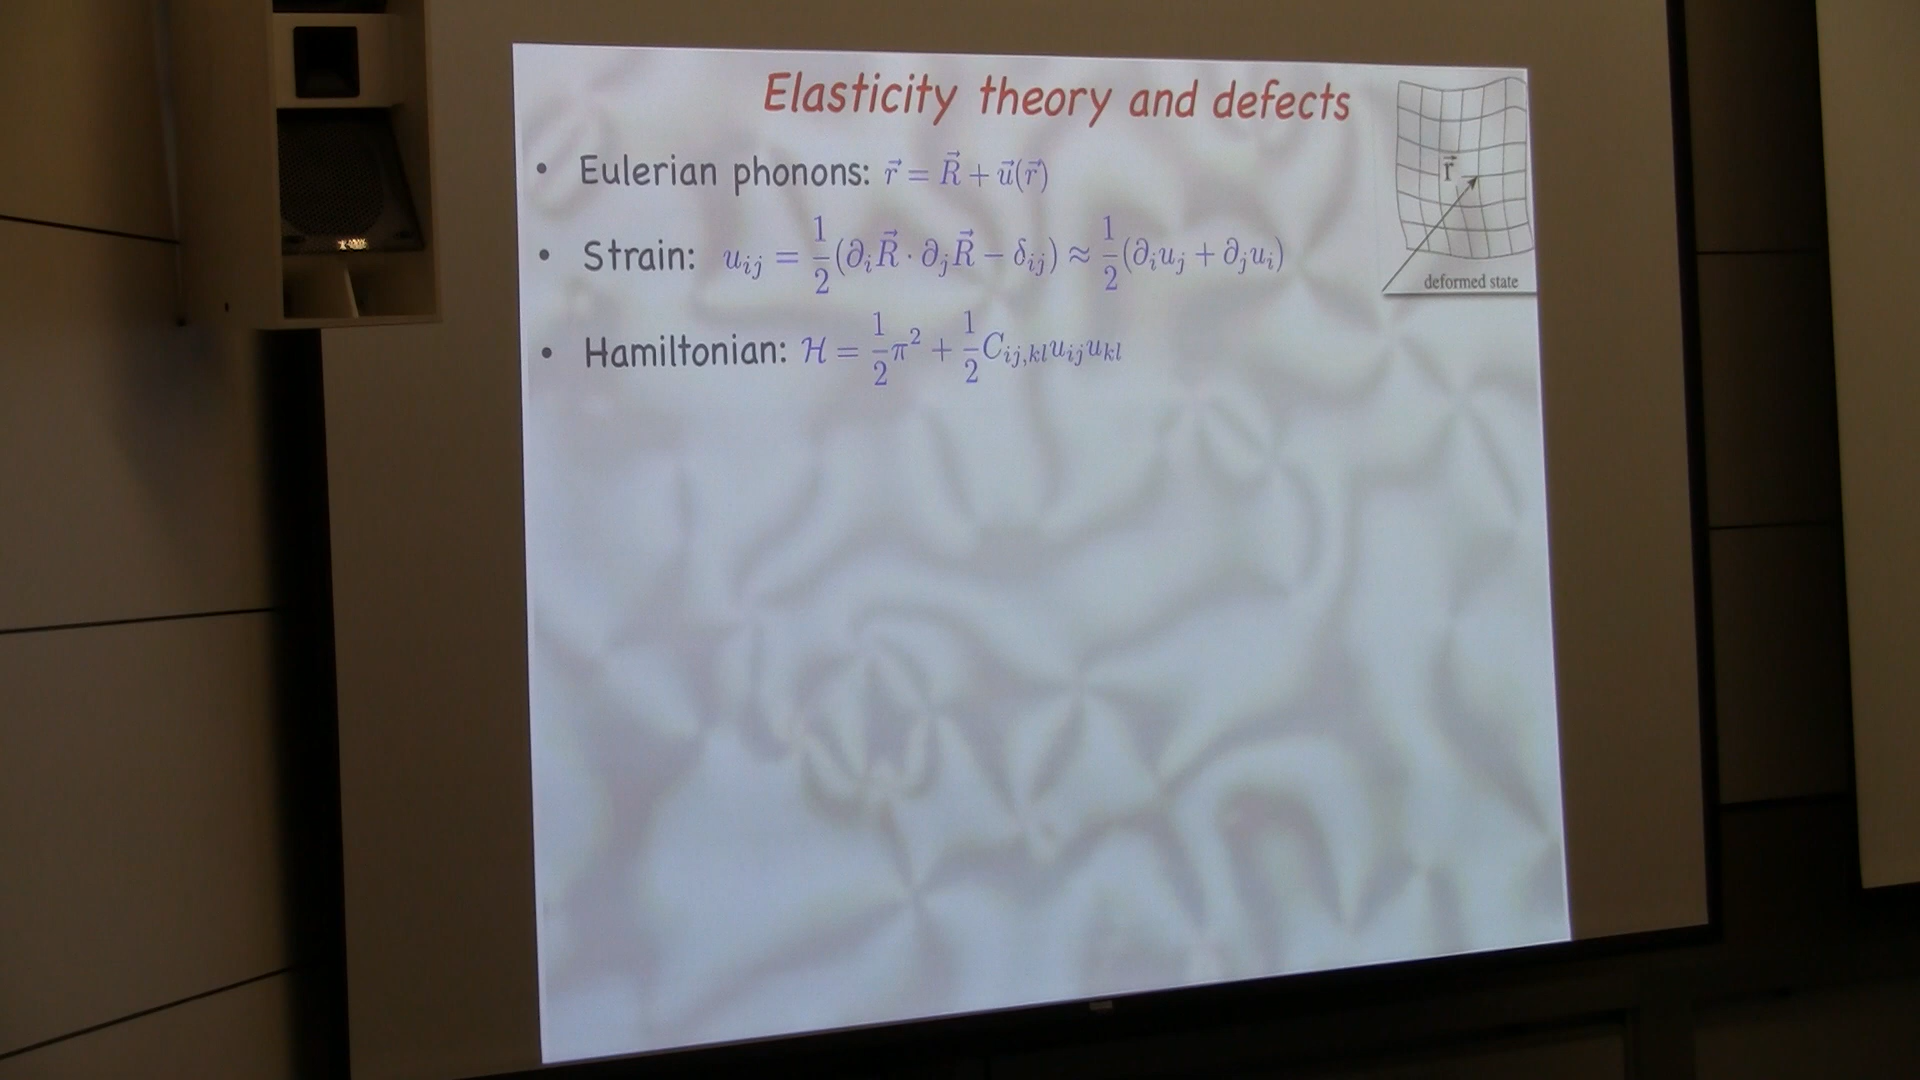 Elasticity theory and defects
• Eulerian phonons: $\vec{r} = \vec{R} + \vec{u}(\vec{r})$
• Strain: $u_{ij} = \frac{1}{2}(\partial_i \vec{R} \cdot \partial_j \vec{R} - \delta_{ij}) \approx \frac{1}{2}(\partial_i u_j + \partial_j u_i)$
• Hamiltonian: $\mathcal{H} = \frac{1}{2}\pi^2 + \frac{1}{2}C_{ij,kl}u_{ij}u_{kl}$
$\vec{r}$
deformed state